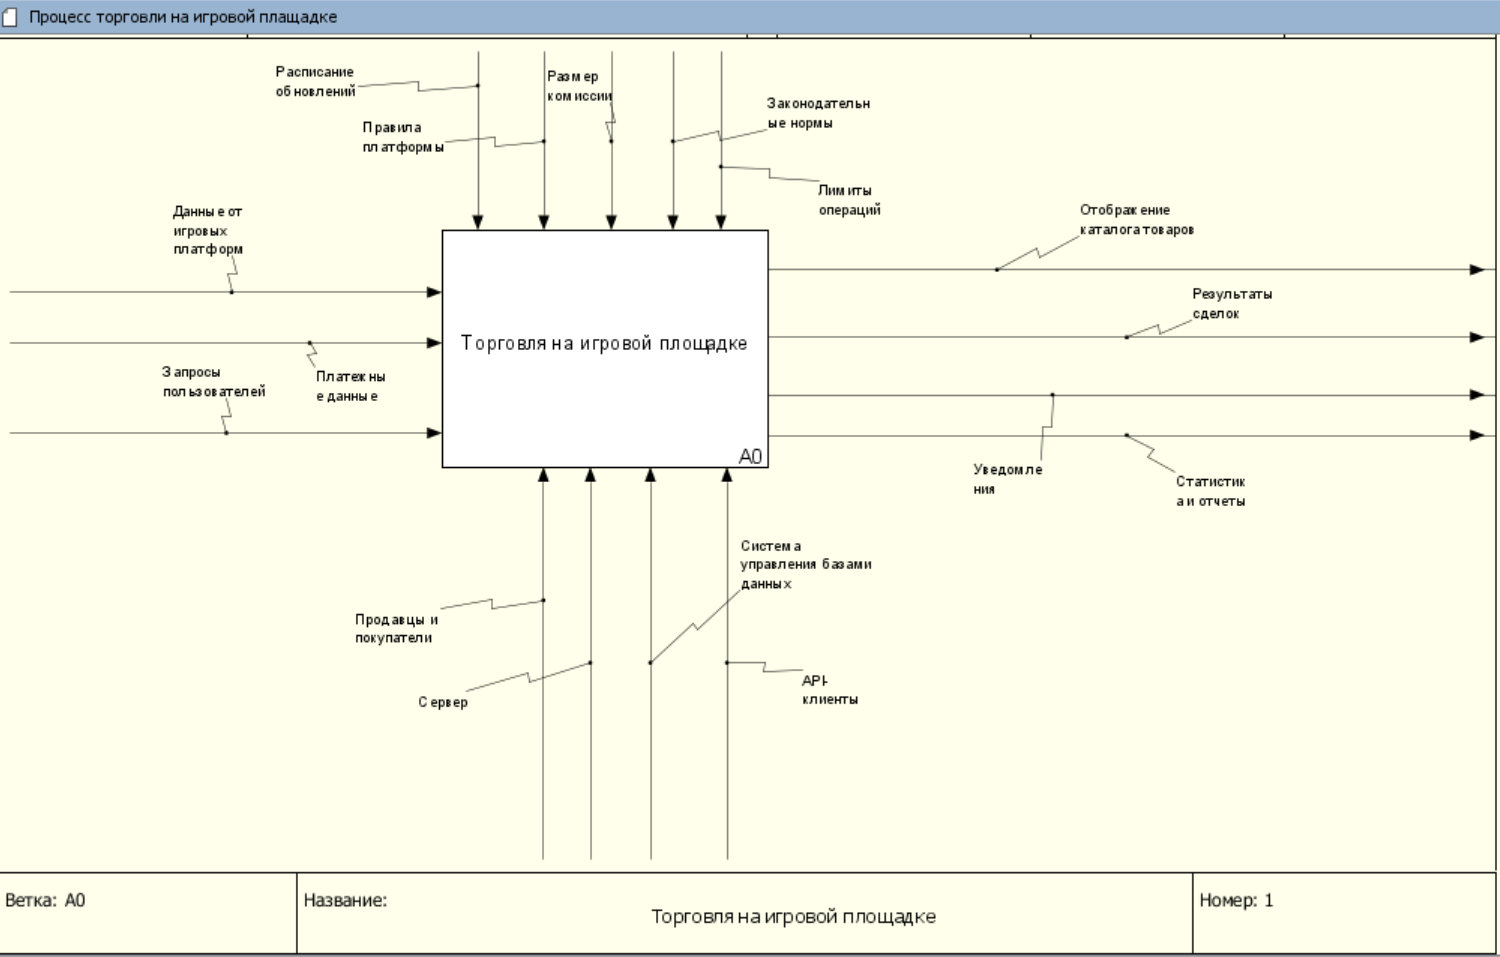 Процесс торговли на игровой плащадке
Расписание
обновлений
Размер
комиссии
Правила
платформы
Законодательн
ые нормы
Лимиты
операций
Данные от
игровых
платформ
Отображение
каталога товаров
Результаты
сделок
Торговля на игровой площадке
Запросы
пользователей
Платежны
е данные
А0
Уведомле
ния
Статистик
а и отчеты
Система
управления базами
данных
Продавцы и
покупатели
Сервер
API-
клиенты
Ветка: А0
Название:
Торговля на игровой площадке
Номер: 1